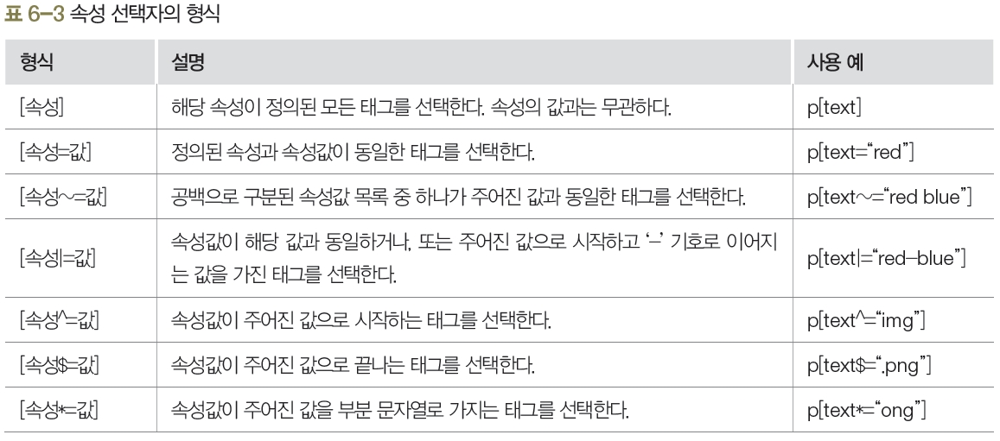 표 6-3 속성 선택자의 형식
형식 설명 사용 예
[속성] 해당 속성이 정의된 모든 태그를 선택한다. 속성의 값과는 무관하다. p[text]
[속성=값] 정의된 속성과 속성값이 동일한 태그를 선택한다. p[text=“red”]
[속성~=값] 공백으로 구분된 속성값 목록 중 하나가 주어진 값과 동일한 태그를 선택한다. p[text~=“red blue”]
[속성|=값] 속성값이 해당 값과 동일하거나, 또는 주어진 값으로 시작하고 ‘-’ 기호로 이어지
는 값을 가진 태그를 선택한다. p[text|=“red-blue”]
[속성^=값] 속성값이 주어진 값으로 시작하는 태그를 선택한다. p[text^=“img”]
[속성$=값] 속성값이 주어진 값으로 끝나는 태그를 선택한다. p[text$=“.png”]
[속성*=값] 속성값이 주어진 값을 부분 문자열로 가지는 태그를 선택한다. p[text*=“ong”]